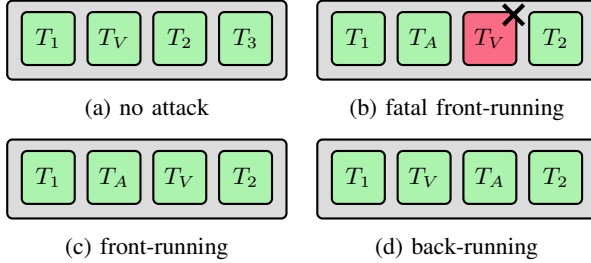 T1 TV T2 T3
(a) no attack
T1 TA TV T2
(b) fatal front-running
T1 TA TV T2
(c) front-running
T1 TV TA T2
(d) back-running